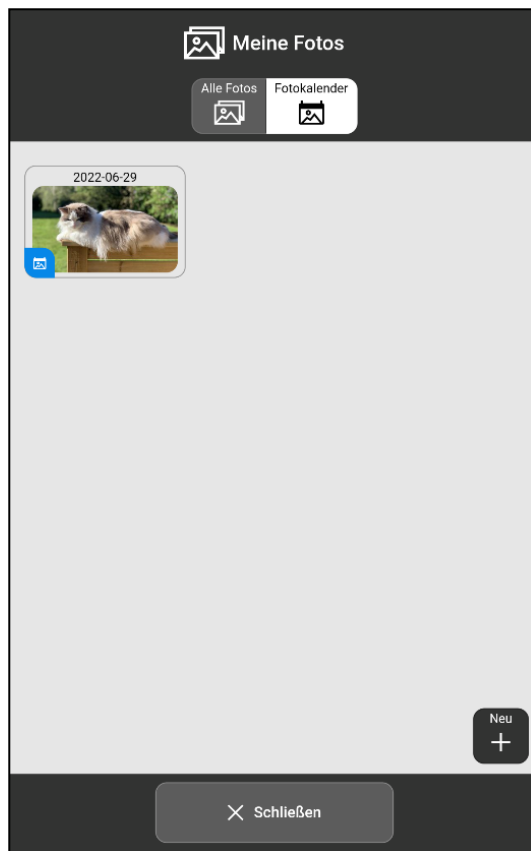 Meine Fotos
Alle Fotos
Fotokalender
2022-06-29
Neu
Schließen